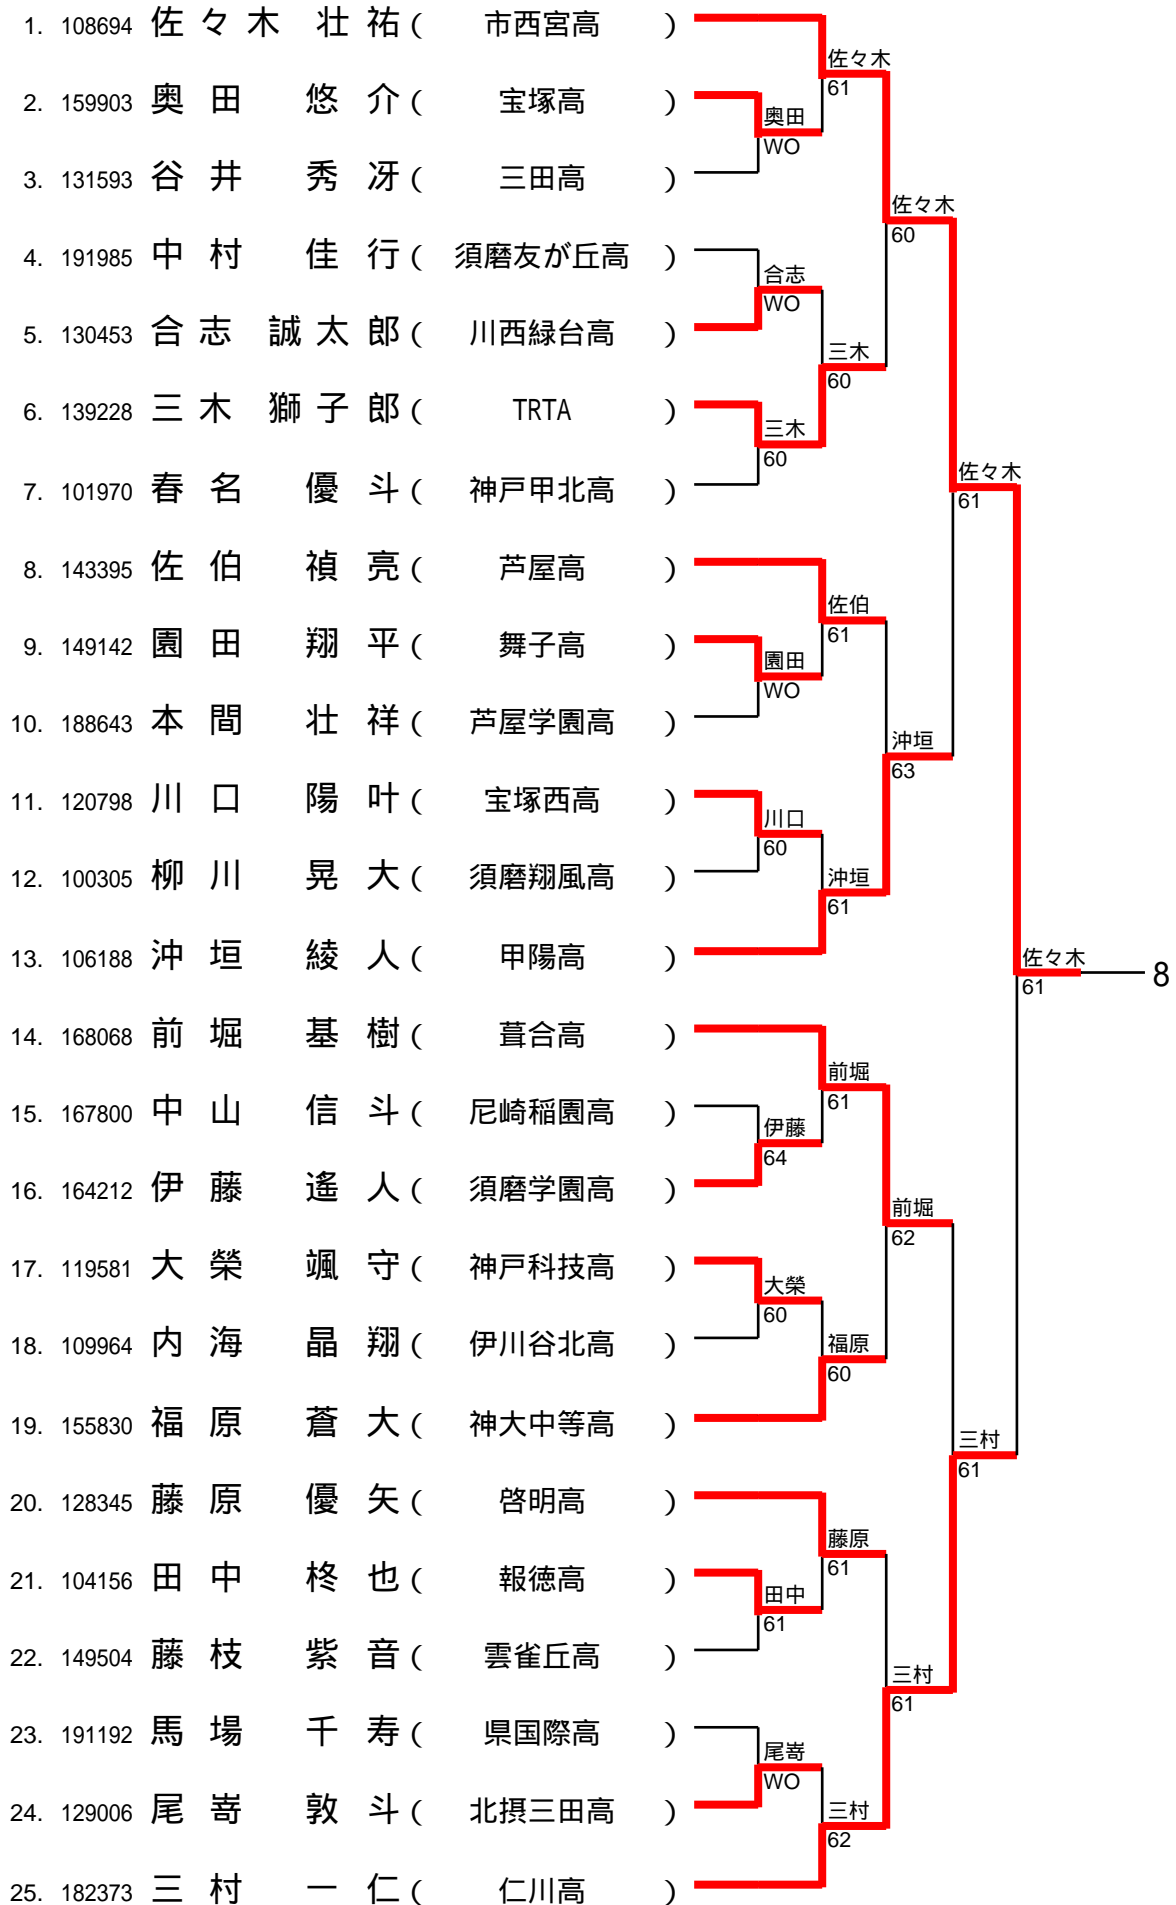 1. 108694 佐々木 壮祐 ( 市西宮高 )
佐々木
61
2. 159903 奥田 悠介 ( 宝塚高 )
奥田
WO
3. 131593 谷井 秀冴 ( 三田高 )
佐々木
60
4. 191985 中村 佳行 ( 須磨友が丘高 )
合志
WO
5. 130453 合志 誠太郎 ( 川西緑台高 )
三木
60
6. 139228 三木 獅子郎 ( TRTA )
三木
60
7. 101970 春名 優斗 ( 神戸甲北高 )
佐々木
61
8. 143395 佐伯 禎亮 ( 芦屋高 )
佐伯
61
9. 149142 園田 翔平 ( 舞子高 )
園田
WO
10. 188643 本間 壮祥 ( 芦屋学園高 )
沖垣
63
11. 120798 川口 陽叶 ( 宝塚西高 )
川口
60
12. 100305 柳川 晃大 ( 須磨翔風高 )
沖垣
61
13. 106188 沖垣 綾人 ( 甲陽高 )
佐々木
61
8
14. 168068 前堀 基樹 ( 葺合高 )
前堀
61
15. 167800 中山 信斗 ( 尼崎稲園高 )
伊藤
64
16. 164212 伊藤 遙人 ( 須磨学園高 )
前堀
62
17. 119581 大榮 颯守 ( 神戸科技高 )
大榮
60
18. 109964 内海 晶翔 ( 伊川谷北高 )
福原
60
19. 155830 福原 蒼大 ( 神大中等高 )
三村
61
20. 128345 藤原 優矢 ( 啓明高 )
藤原
61
21. 104156 田中 柊也 ( 報徳高 )
田中
61
22. 149504 藤枝 紫音 ( 雲雀丘高 )
三村
61
23. 191192 馬場 千寿 ( 県国際高 )
尾嵜
WO
24. 129006 尾嵜 敦斗 ( 北摂三田高 )
三村
62
25. 182373 三村 一仁 ( 仁川高 )